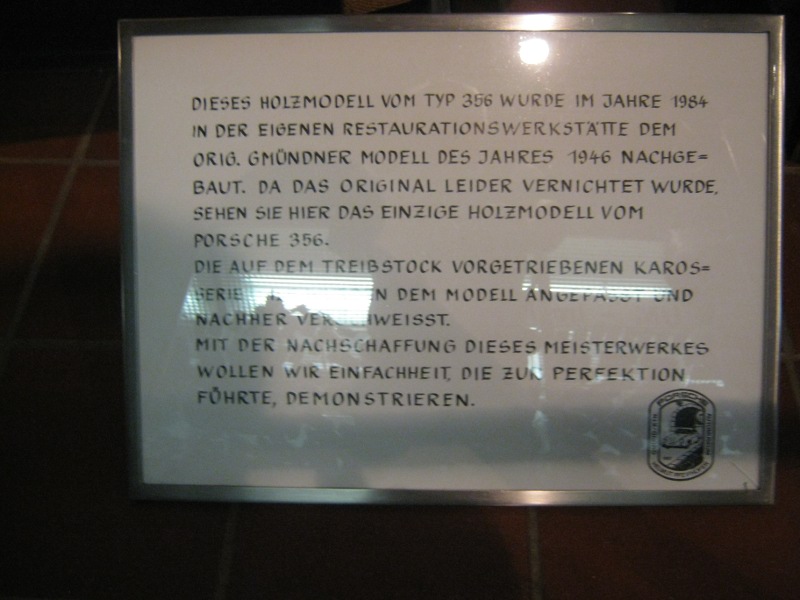 DIESES HOLZMODELL VOM TYP 356 WURDE IM JAHRE 1984
IN DER EIGENEN RESTAURATIONSWERKSTÄTTE DEM
ORIG. GMÜNDNER MODELL DES JAHRES 1946 NACHGE=
BAUT. DA DAS ORIGINAL LEIDER VERNICHTET WURDE,
SEHEN SIE HIER DAS EINZIGE HOLZMODELL VOM
PORSCHE 356.
DIE AUF DEM TREIBSTOCK VORGETRIEBENEN KAROS=
SERIE DEM MODELL ANGEPASST UND
NACHHER VERSCHWEISST.
MIT DER NACHSCHAFFUNG DIESES MEISTERWERKES
WOLLEN WIR EINFACHHEIT, DIE ZUR PERFEKTION
FÜHRTE, DEMONSTRIEREN.
PORSCHE